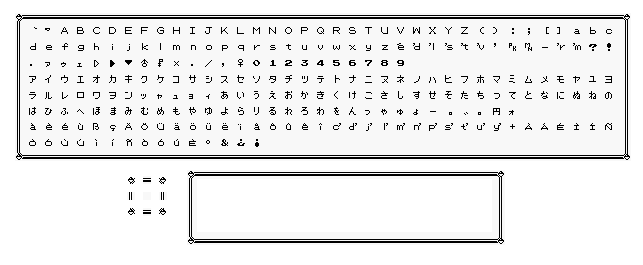 A B C D E F G H I J K L M N O P Q R S T U V W X Y Z ( ) : ; [ ] a b c
d e f g h i j k l m n o p q r s t u v w x y z é 'd 'l 's 't 'v ' PK MN - 'r 'm ? !
. ァ ゥ ェ ▷ ▶ ▼ ♂ × . / , ♀ 0 1 2 3 4 5 6 7 8 9
ア イ ウ エ オ カ キ ク ケ コ サ シ ス セ ソ タ チ ツ テ ト ナ ニ ヌ ネ ノ ハ ヒ フ ホ マ ミ ム メ モ ヤ ユ ヨ
ラ ル レ ロ ワ ヲ ン ッ ャ ュ ョ ィ あ い う え お か き く け こ さ し す せ そ た ち つ て と な に ぬ ね の
は ひ ふ へ ほ ま み む め も や ゆ よ ら り る れ ろ わ を ん っ ゃ ゅ ょ ー 。 円 ォ
à è é ù ß ç Ä Ö Ü ä ö ü ë ï â ô û ê î
ó ú Ù ì í ñ ò ö ú È ° & ¿ ¡